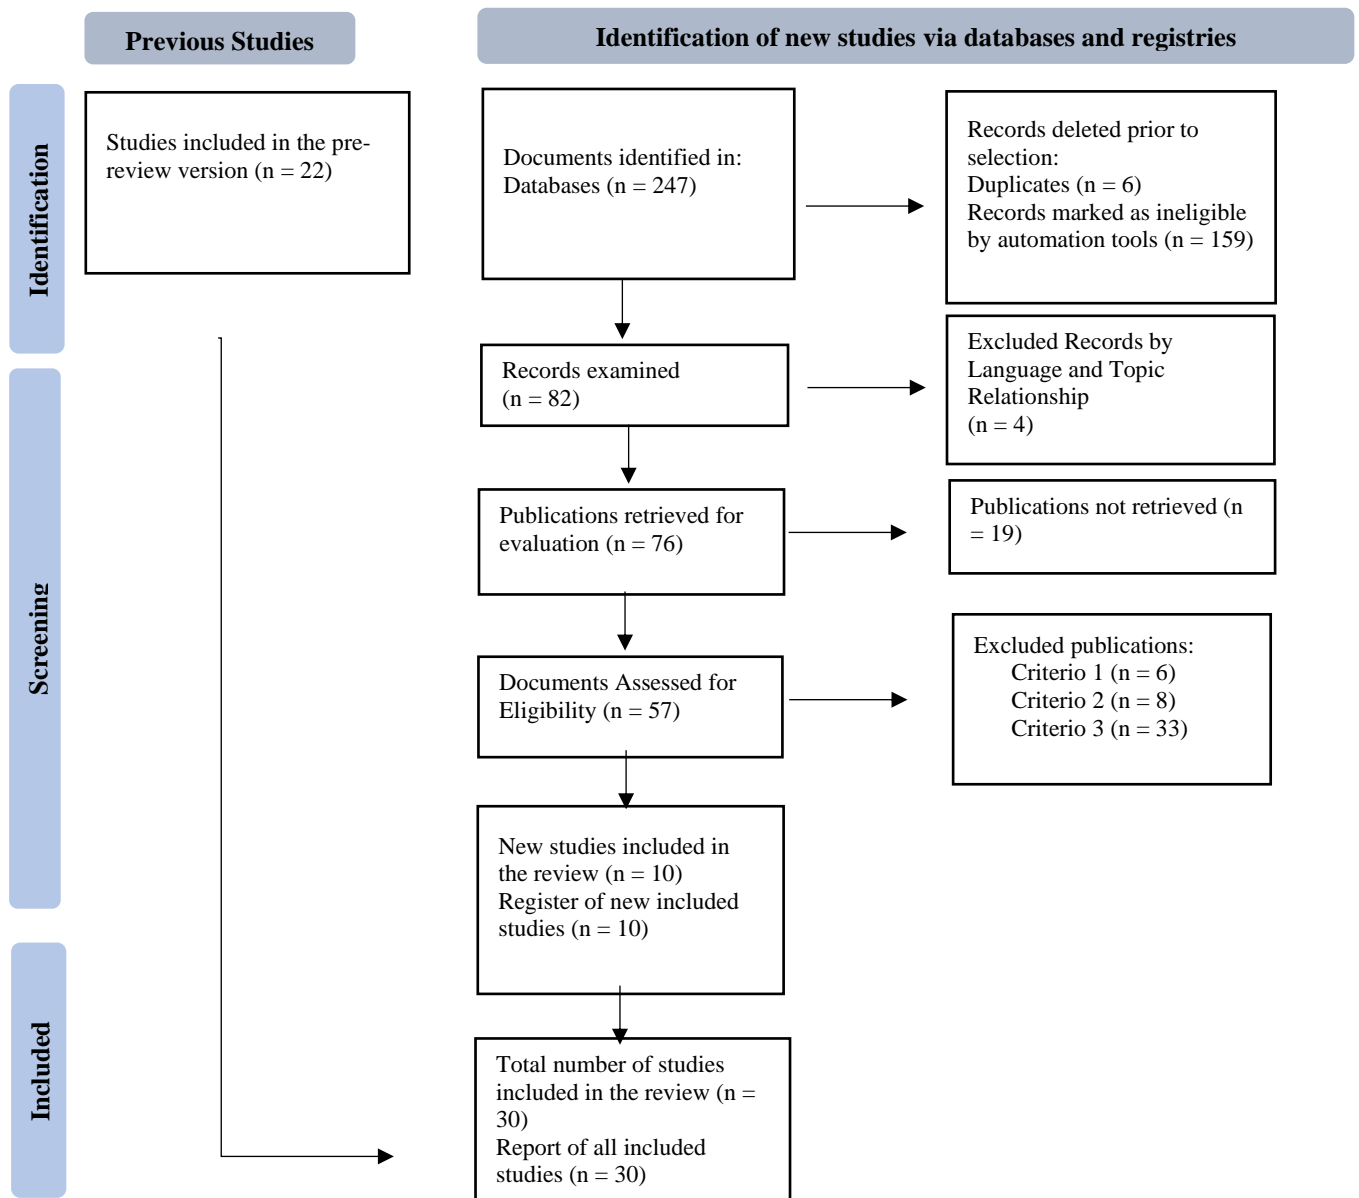 Previous Studies
Identification of new studies via databases and registries
Identification
Studies included in the pre-
review version (n = 22)
Documents identified in:
Databases (n = 247)
Records deleted prior to
selection:
Duplicates (n = 6)
Records marked as ineligible
by automation tools (n = 159)
Screening
Records examined
(n = 82)
Excluded Records by
Language and Topic
Relationship
(n = 4)
Publications retrieved for
evaluation (n = 76)
Publications not retrieved (n
= 19)
Documents Assessed for
Eligibility (n = 57)
Excluded publications:
Criterio 1 (n = 6)
Criterio 2 (n = 8)
Criterio 3 (n = 33)
New studies included in
the review (n = 10)
Register of new included
studies (n = 10)
Included
Total number of studies
included in the review (n =
30)
Report of all included
studies (n = 30)